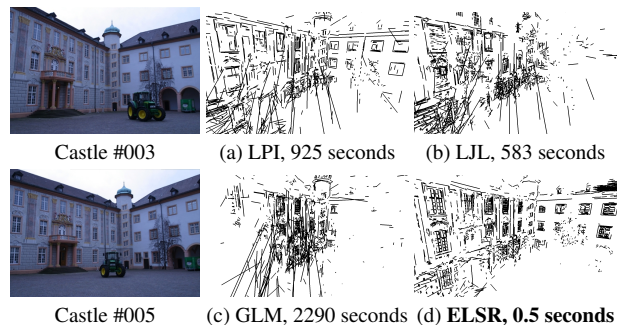 Castle #003
(a) LPI, 925 seconds
(b) LJL, 583 seconds
Castle #005
(c) GLM, 2290 seconds
(d) ELSR, 0.5 seconds